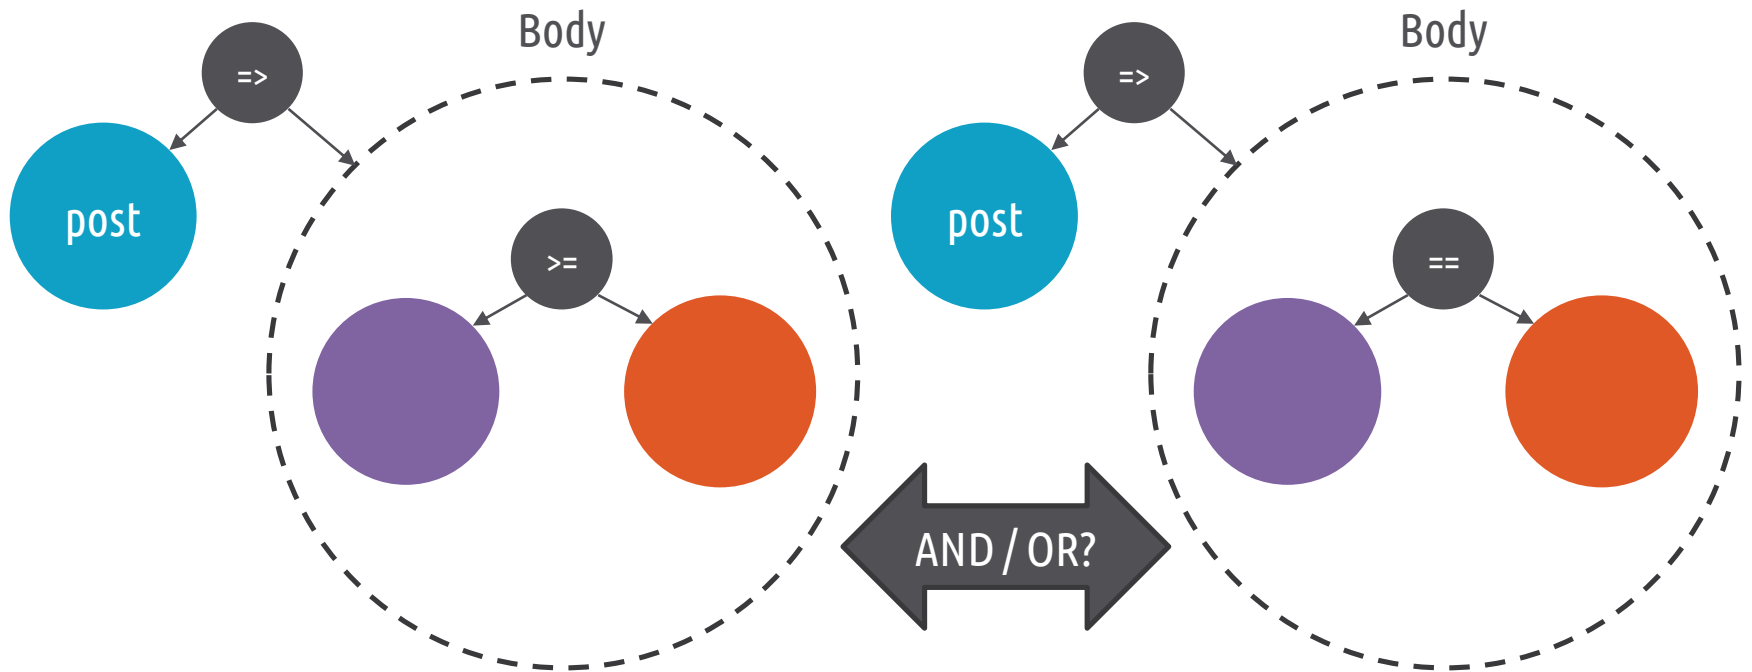 Body
=>
post
>=
Body
=>
post
==
AND / OR?